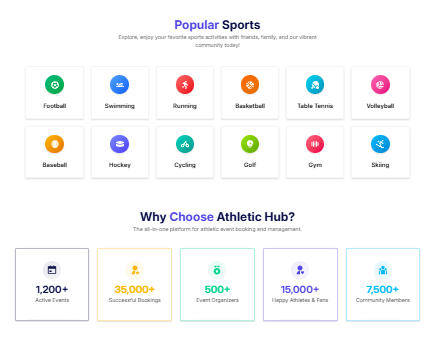 Popular Sports
Explore, enjoy your favorite sports activities with friends, family, and our vibrant
community today!
Football
Swimming
Running
Basketball
Table Tennis
Volleyball
Baseball
Hockey
Cycling
Golf
Gym
Skiing
Why Choose Athletic Hub?
The all-in-one platform for athletic event booking and management.
1,200+
Active Events
35,000+
Successful Bookings
500+
Event Organizers
15,000+
Happy Athletes & Fans
7,500+
Community Members